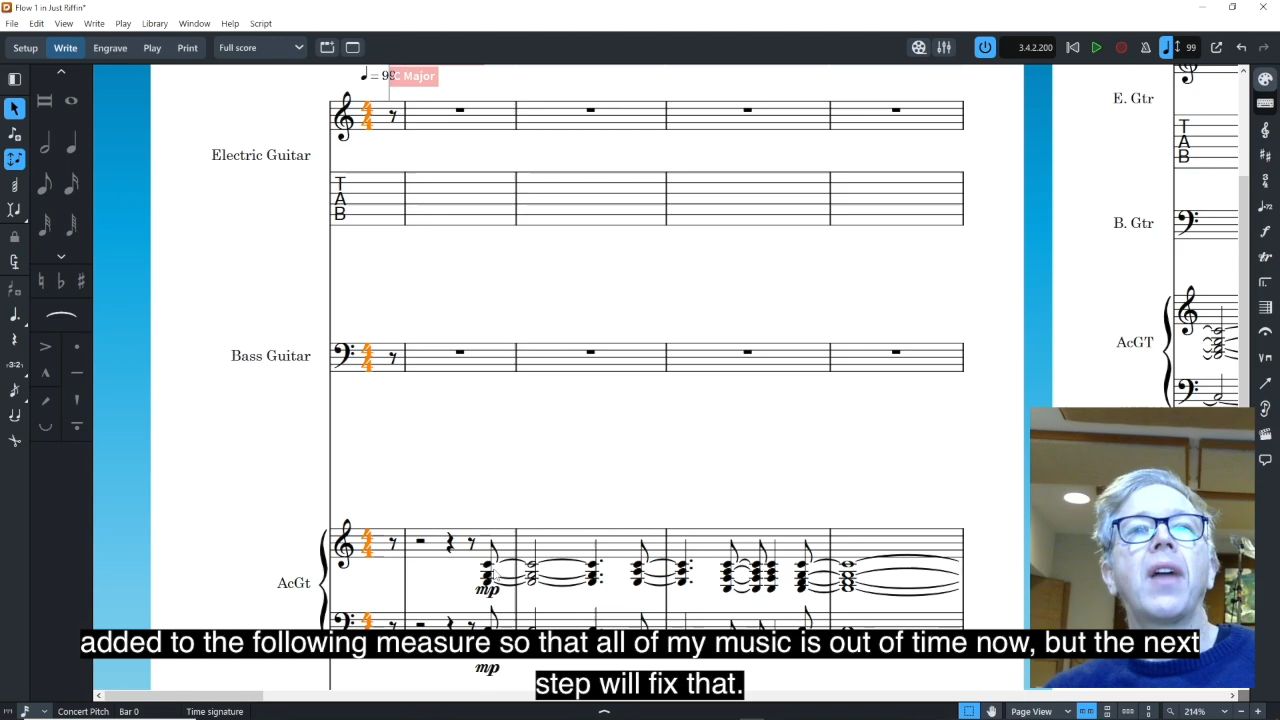 Flow 1 in Just Riffin*
File Edit View Write Play Library Window Help Script
Setup Write Engrave Play Print Full score 3.4.2.200 99
= 99 C Major
E. Gtr
Electric Guitar
T
A
B
T
A
B
B. Gtr
Bass Guitar
AcGT
AcGt
mp
mp
added to the following measure so that all of my music is out of time now, but the next
step will fix that.
Concert Pitch Bar 0 Time signature Page View 214%